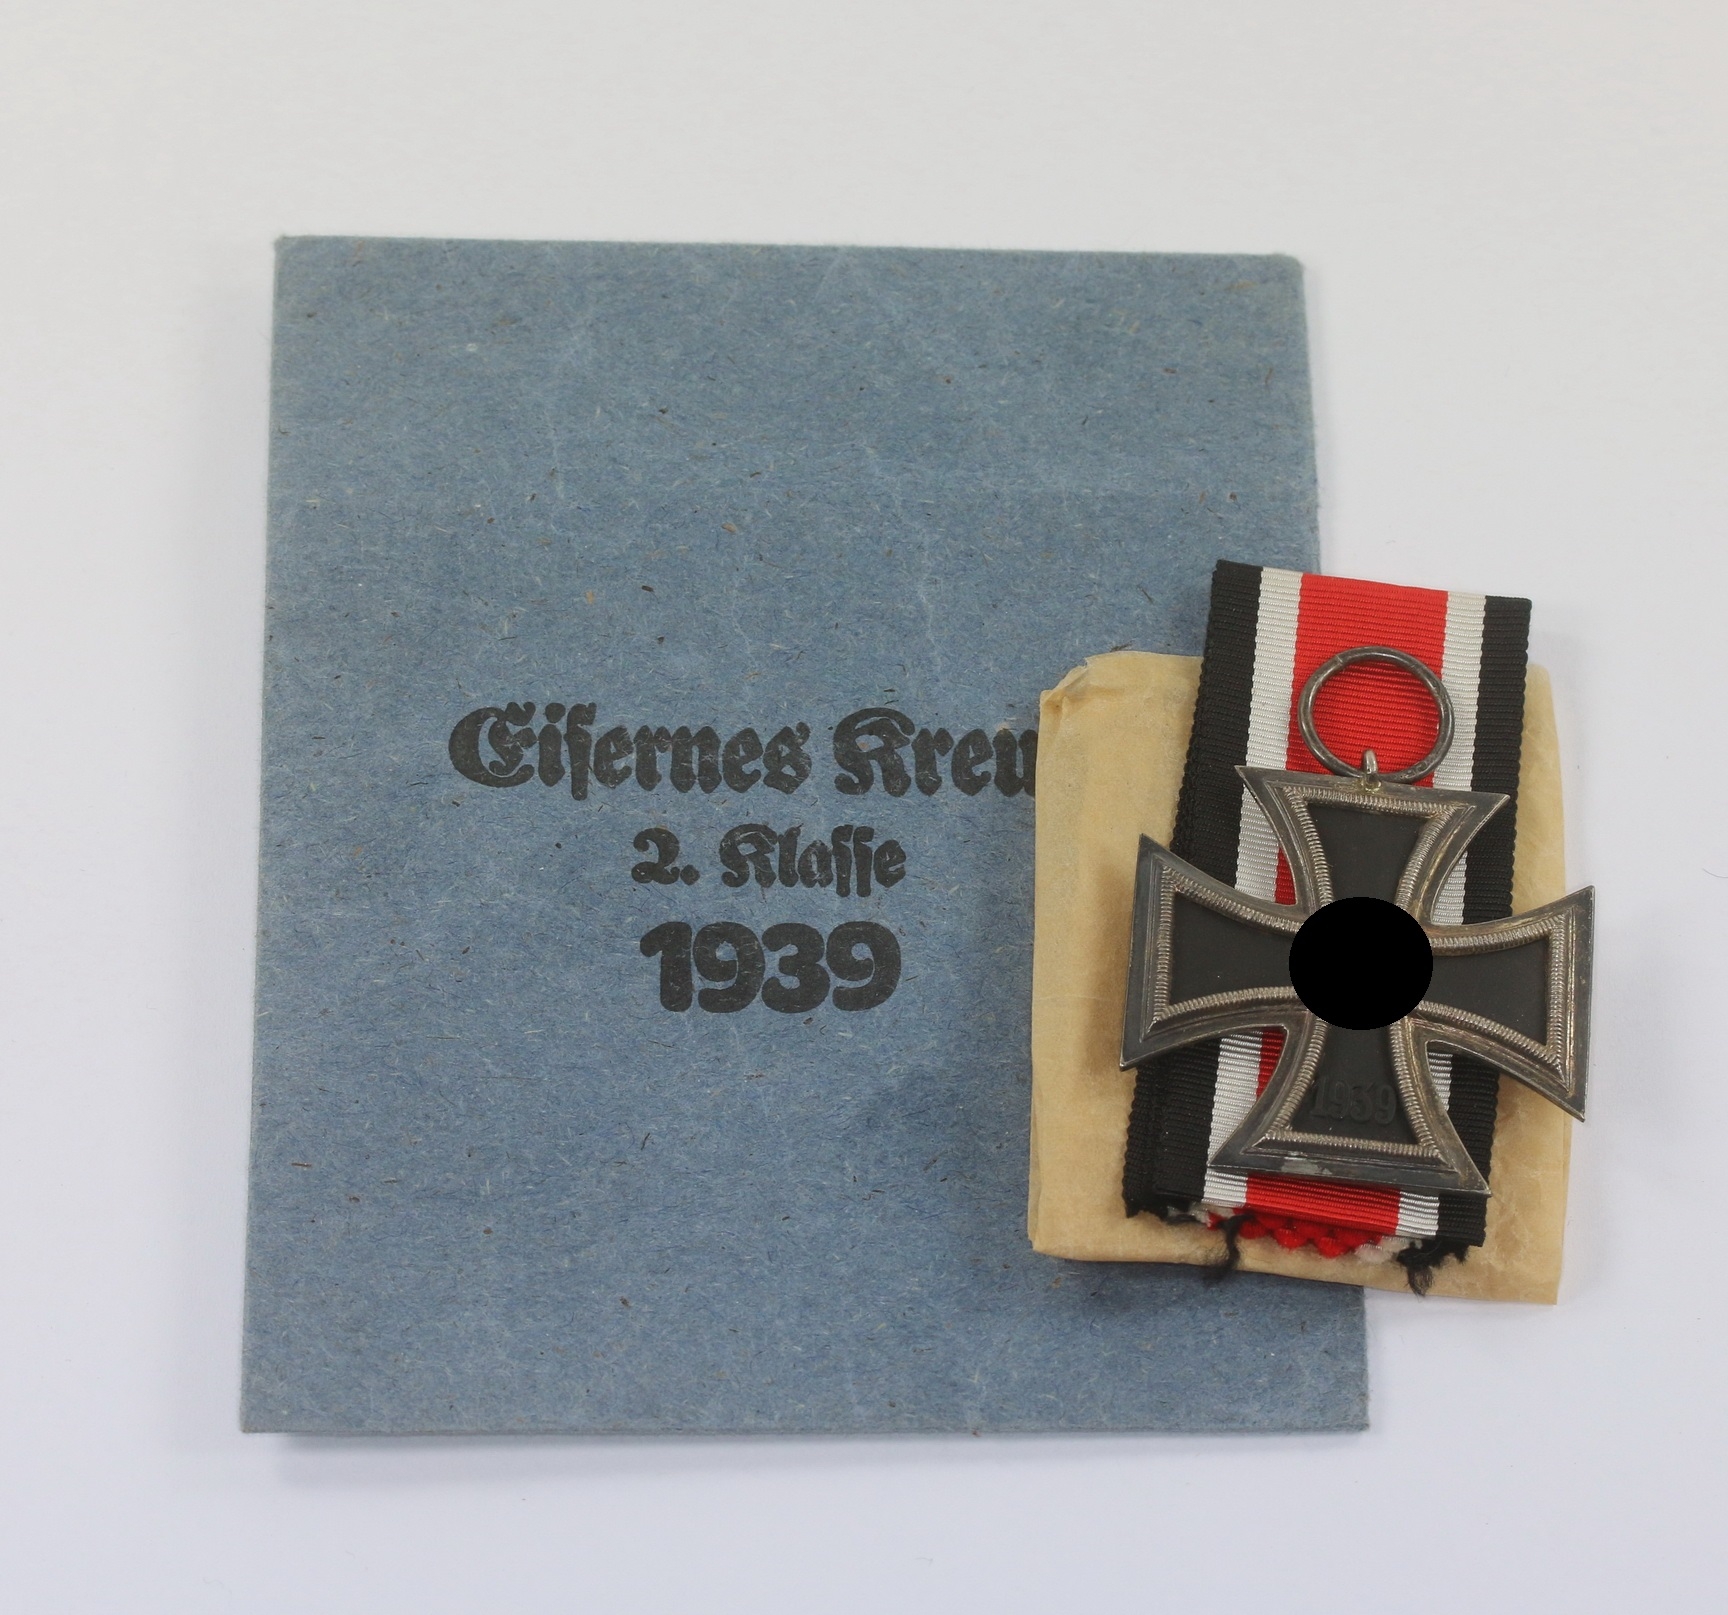 Eisernes Kreu
2. Klasse
1939
1939